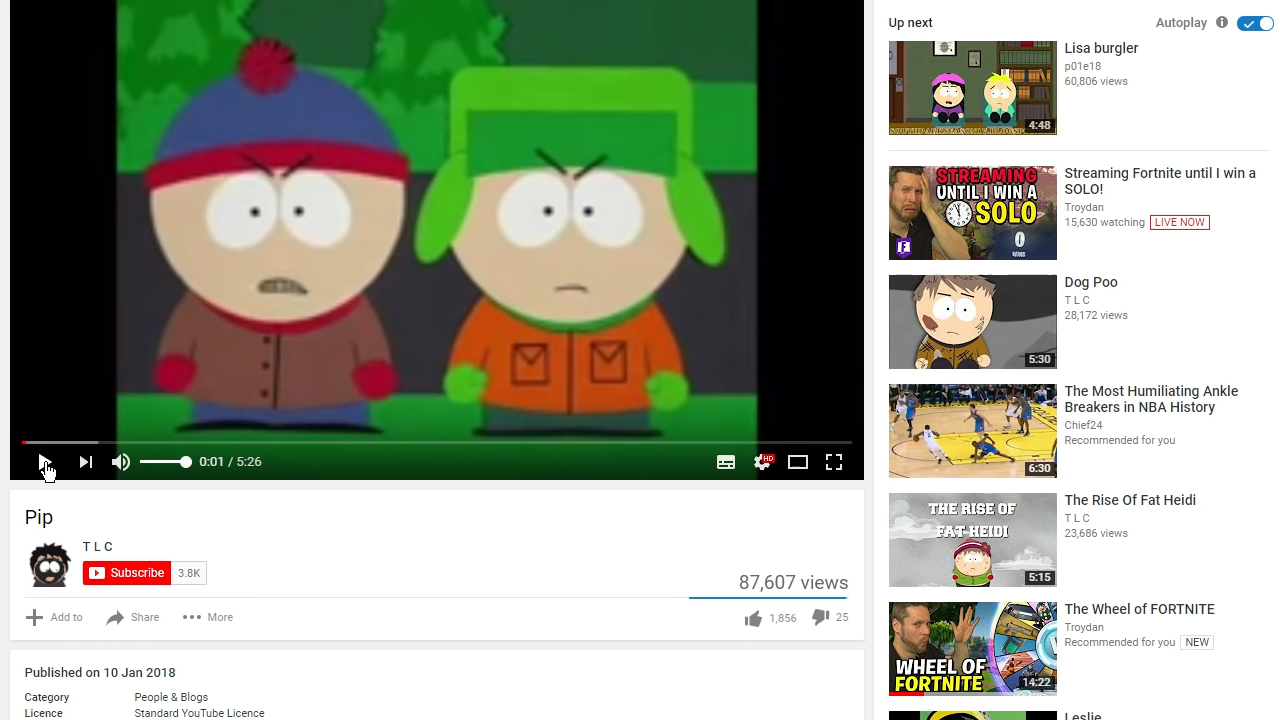 Up next
Autoplay
Lisa burgler
p01e18
60,806 views
4:48
STREAMING
UNTIL I WIN A
SOLO
0
WINS
Streaming Fortnite until I win a
SOLO!
Troydan
15,630 watching LIVE NOW
Dog Poo
T L C
28,172 views
5:30
The Most Humiliating Ankle
Breakers in NBA History
Chief24
Recommended for you
6:30
THE RISE OF
FAT HEIDI
5:15
The Rise Of Fat Heidi
T L C
23,686 views
WHEEL OF
FORTNITE
14:22
The Wheel of FORTNITE
Troydan
Recommended for you NEW
Leslie
0:01 / 5:26
HD
Pip
T L C
Subscribe 3.8K
87,607 views
Add to Share More
1,856 25
Published on 10 Jan 2018
Category People & Blogs
Licence Standard YouTube Licence